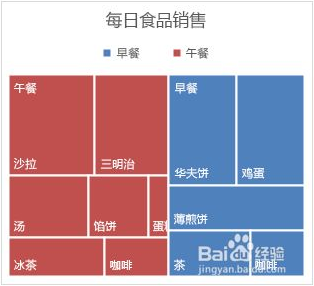 每日食品销售
早餐 午餐
午餐
沙拉
三明治
早餐
华夫饼
鸡蛋
汤
馅饼
蛋
薄煎饼
冰茶
咖啡
茶
咖啡
Baidu经验
jingyan.baidu.com